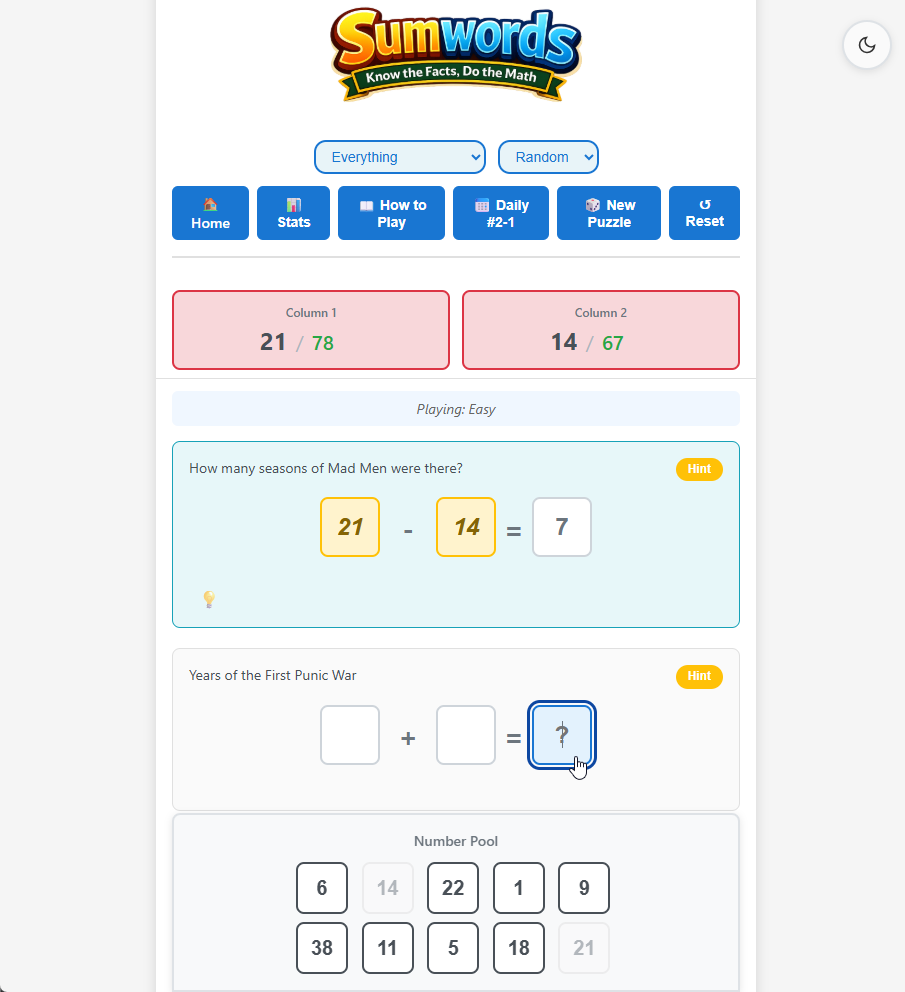 Sumwords
Know the Facts, Do the Math
Everything Random
Home
Stats
How to
Play
Daily
#2-1
New
Puzzle
Reset
Column 1
21 / 78
Column 2
14 / 67
Playing: Easy
How many seasons of Mad Men were there?
Hint
21 - 14 = 7
Years of the First Punic War
Hint
+ = ?
Number Pool
6 14 22 1 9
38 11 5 18 21